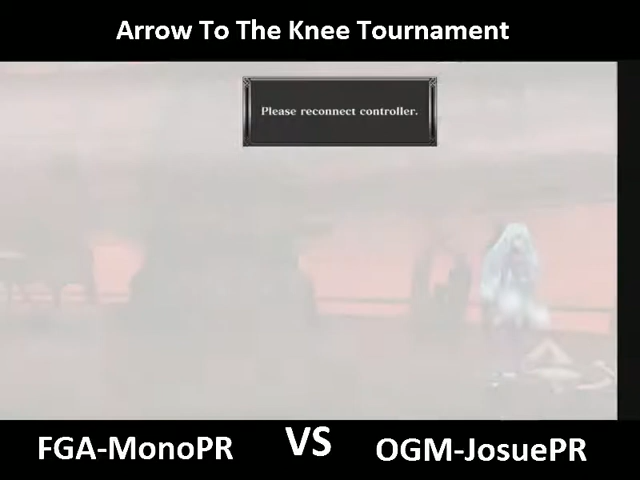 Arrow To The Knee Tournament
Please reconnect controller.
FGA-MonoPR VS OGM-JosuePR